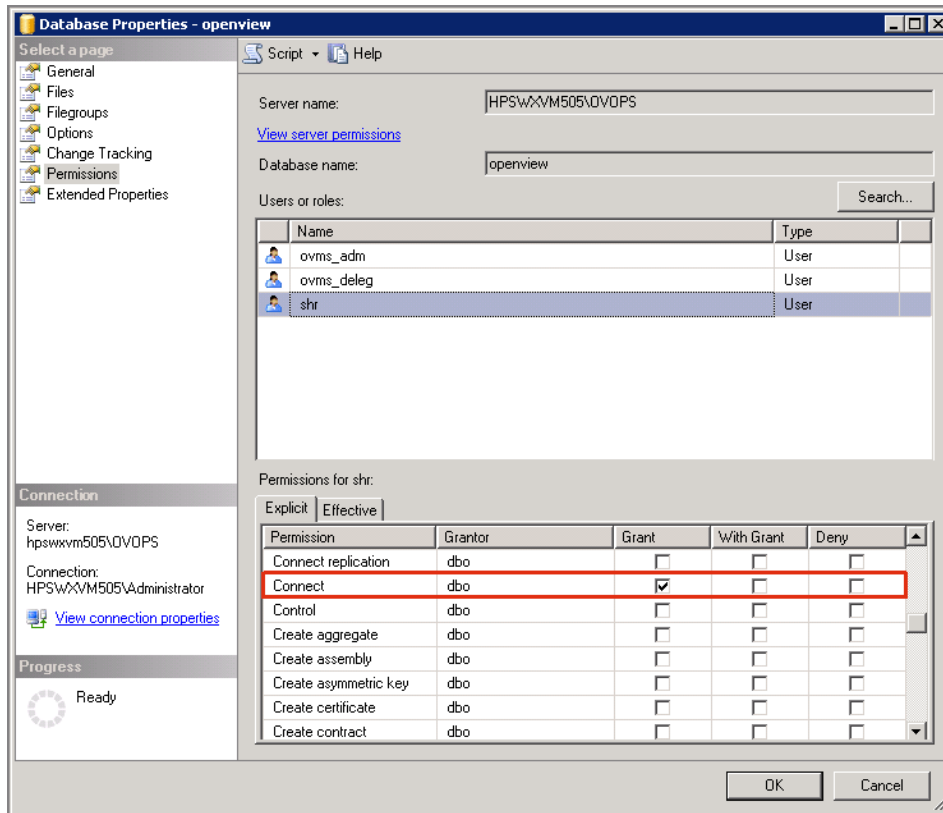 Database Properties - openview
Select a page
General
Files
Filegroups
Options
Change Tracking
Permissions
Extended Properties
Script
Help
Server name:
HPSWXVM505\OVOPS
View server permissions
Database name:
openview
Users or roles:
Search...
Name Type
ovms_adm User
ovms_deleg User
shr User
Permissions for shr:
Explicit Effective
Permission Grantor Grant With Grant Deny
Connect replication dbo
Connect dbo
Control dbo
Create aggregate dbo
Create assembly dbo
Create asymmetric key dbo
Create certificate dbo
Create contract dbo
Connection
Server:
hpswxvm505\OVOPS
Connection:
HPSWXVM505\Administrator
View connection properties
Progress
Ready
OK Cancel